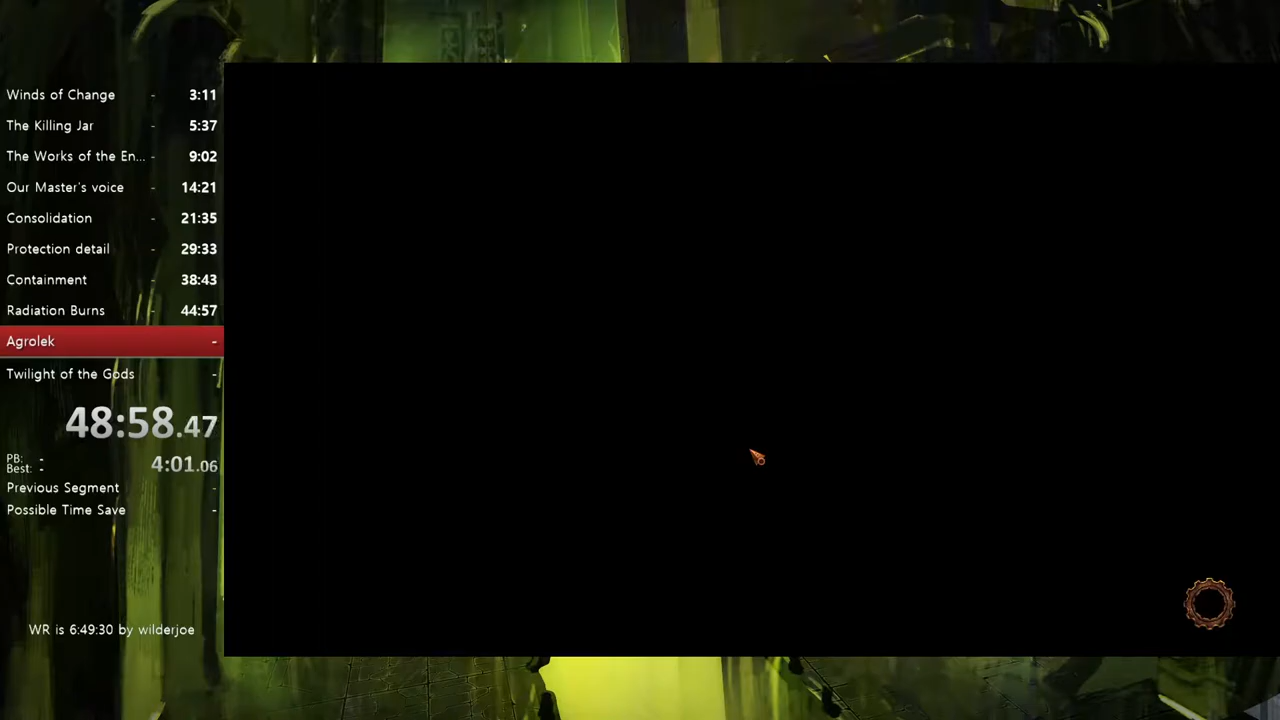 Winds of Change - 3:11
The Killing Jar - 5:37
The Works of the En... - 9:02
Our Master's voice - 14:21
Consolidation - 21:35
Protection detail - 29:33
Containment - 38:43
Radiation Burns - 44:57
Agrolek -
Twilight of the Gods -
48:58.47
PB: -
Best: - 4:01.06
Previous Segment -
Possible Time Save -
WR is 6:49:30 by wilderjoe